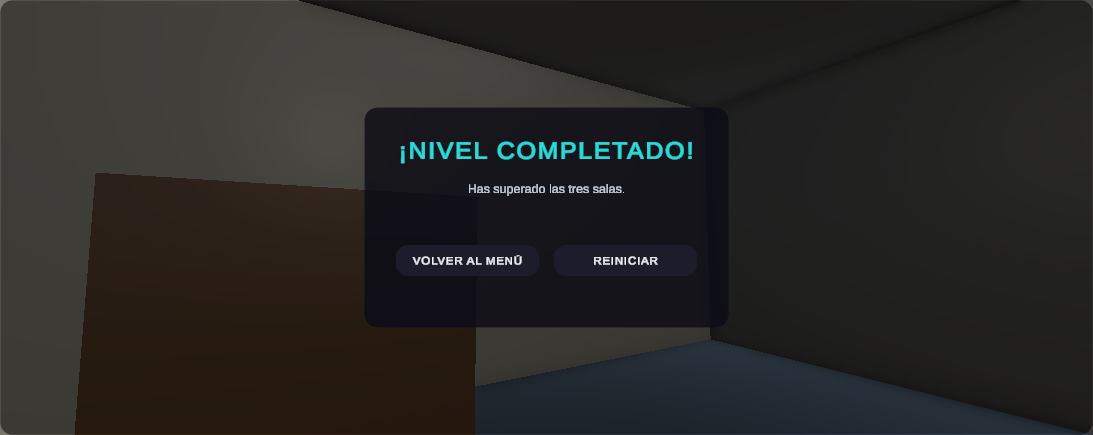 ¡NIVEL COMPLETADO!
Has superado las tres salas.
VOLVER AL MENÚ
REINICIAR